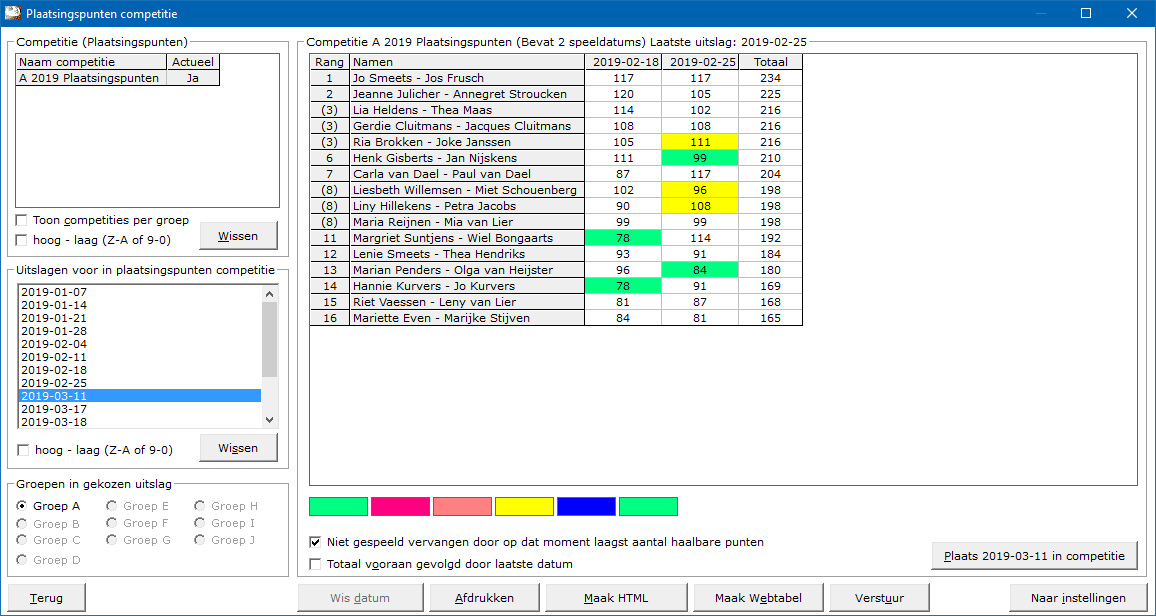 Plaatsingspunten competitie
Competitie (Plaatsingspunten)
Naam competitie Actueel
A 2019 Plaatsingspunten Ja
Toon competities per groep
hoog - laag (Z-A of 9-0)
Wissen
Uitslagen voor in plaatsingspunten competitie
2019-01-07
2019-01-14
2019-01-21
2019-01-28
2019-02-04
2019-02-11
2019-02-18
2019-02-25
2019-03-11
2019-03-17
2019-03-18
hoog - laag (Z-A of 9-0)
Wissen
Groepen in gekozen uitslag
Groep A Groep E Groep H
Groep B Groep F Groep I
Groep C Groep G Groep J
Groep D
Competitie A 2019 Plaatsingspunten (Bevat 2 speeldatums) Laatste uitslag: 2019-02-25
Rang Namen 2019-02-18 2019-02-25 Totaal
1 Jo Smeets - Jos Frusch 117 117 234
2 Jeanne Julicher - Annegret Stroucken 120 105 225
(3) Lia Heldens - Thea Maas 114 102 216
(3) Gerdie Cluitmans - Jacques Cluitmans 108 108 216
(3) Ria Brokken - Joke Janssen 105 111 216
6 Henk Gisberts - Jan Nijskens 111 99 210
7 Carla van Dael - Paul van Dael 87 117 204
(8) Liesbeth Willemsen - Miet Schouenberg 102 96 198
(8) Liny Hillekens - Petra Jacobs 90 108 198
(8) Maria Reijnen - Mia van Lier 99 99 198
11 Margriet Suntjens - Wiel Bongaarts 78 114 192
12 Lenie Smeets - Thea Hendriks 93 91 184
13 Marian Penders - Olga van Heijster 96 84 180
14 Hannie Kurvers - Jo Kurvers 78 91 169
15 Riet Vaessen - Leny van Lier 81 87 168
16 Mariette Even - Marijke Stijven 84 81 165
Niet gespeeld vervangen door op dat moment laagst aantal haalbare punten
Totaal vooraan gevolgd door laatste datum
Plaats 2019-03-11 in competitie
Terug Wis datum Afdrukken Maak HTML Maak Webtabel Verstuur Naar instellingen